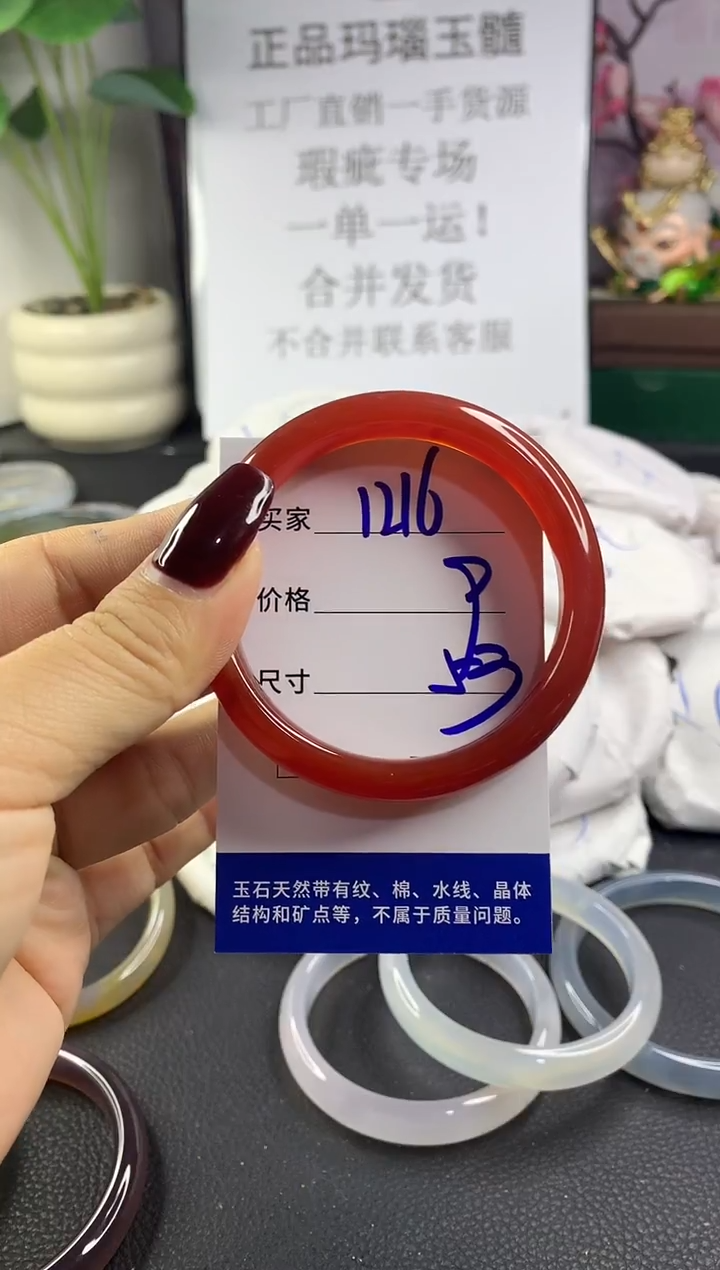 正品玛瑙玉髓
工厂直销一手货源
瑕疵专场
一单一运！
合并发货
不合并联系客服
买家 1216
价格
尺寸
玉石天然带有纹、棉、水线、晶体
结构和矿点等，不属于质量问题。